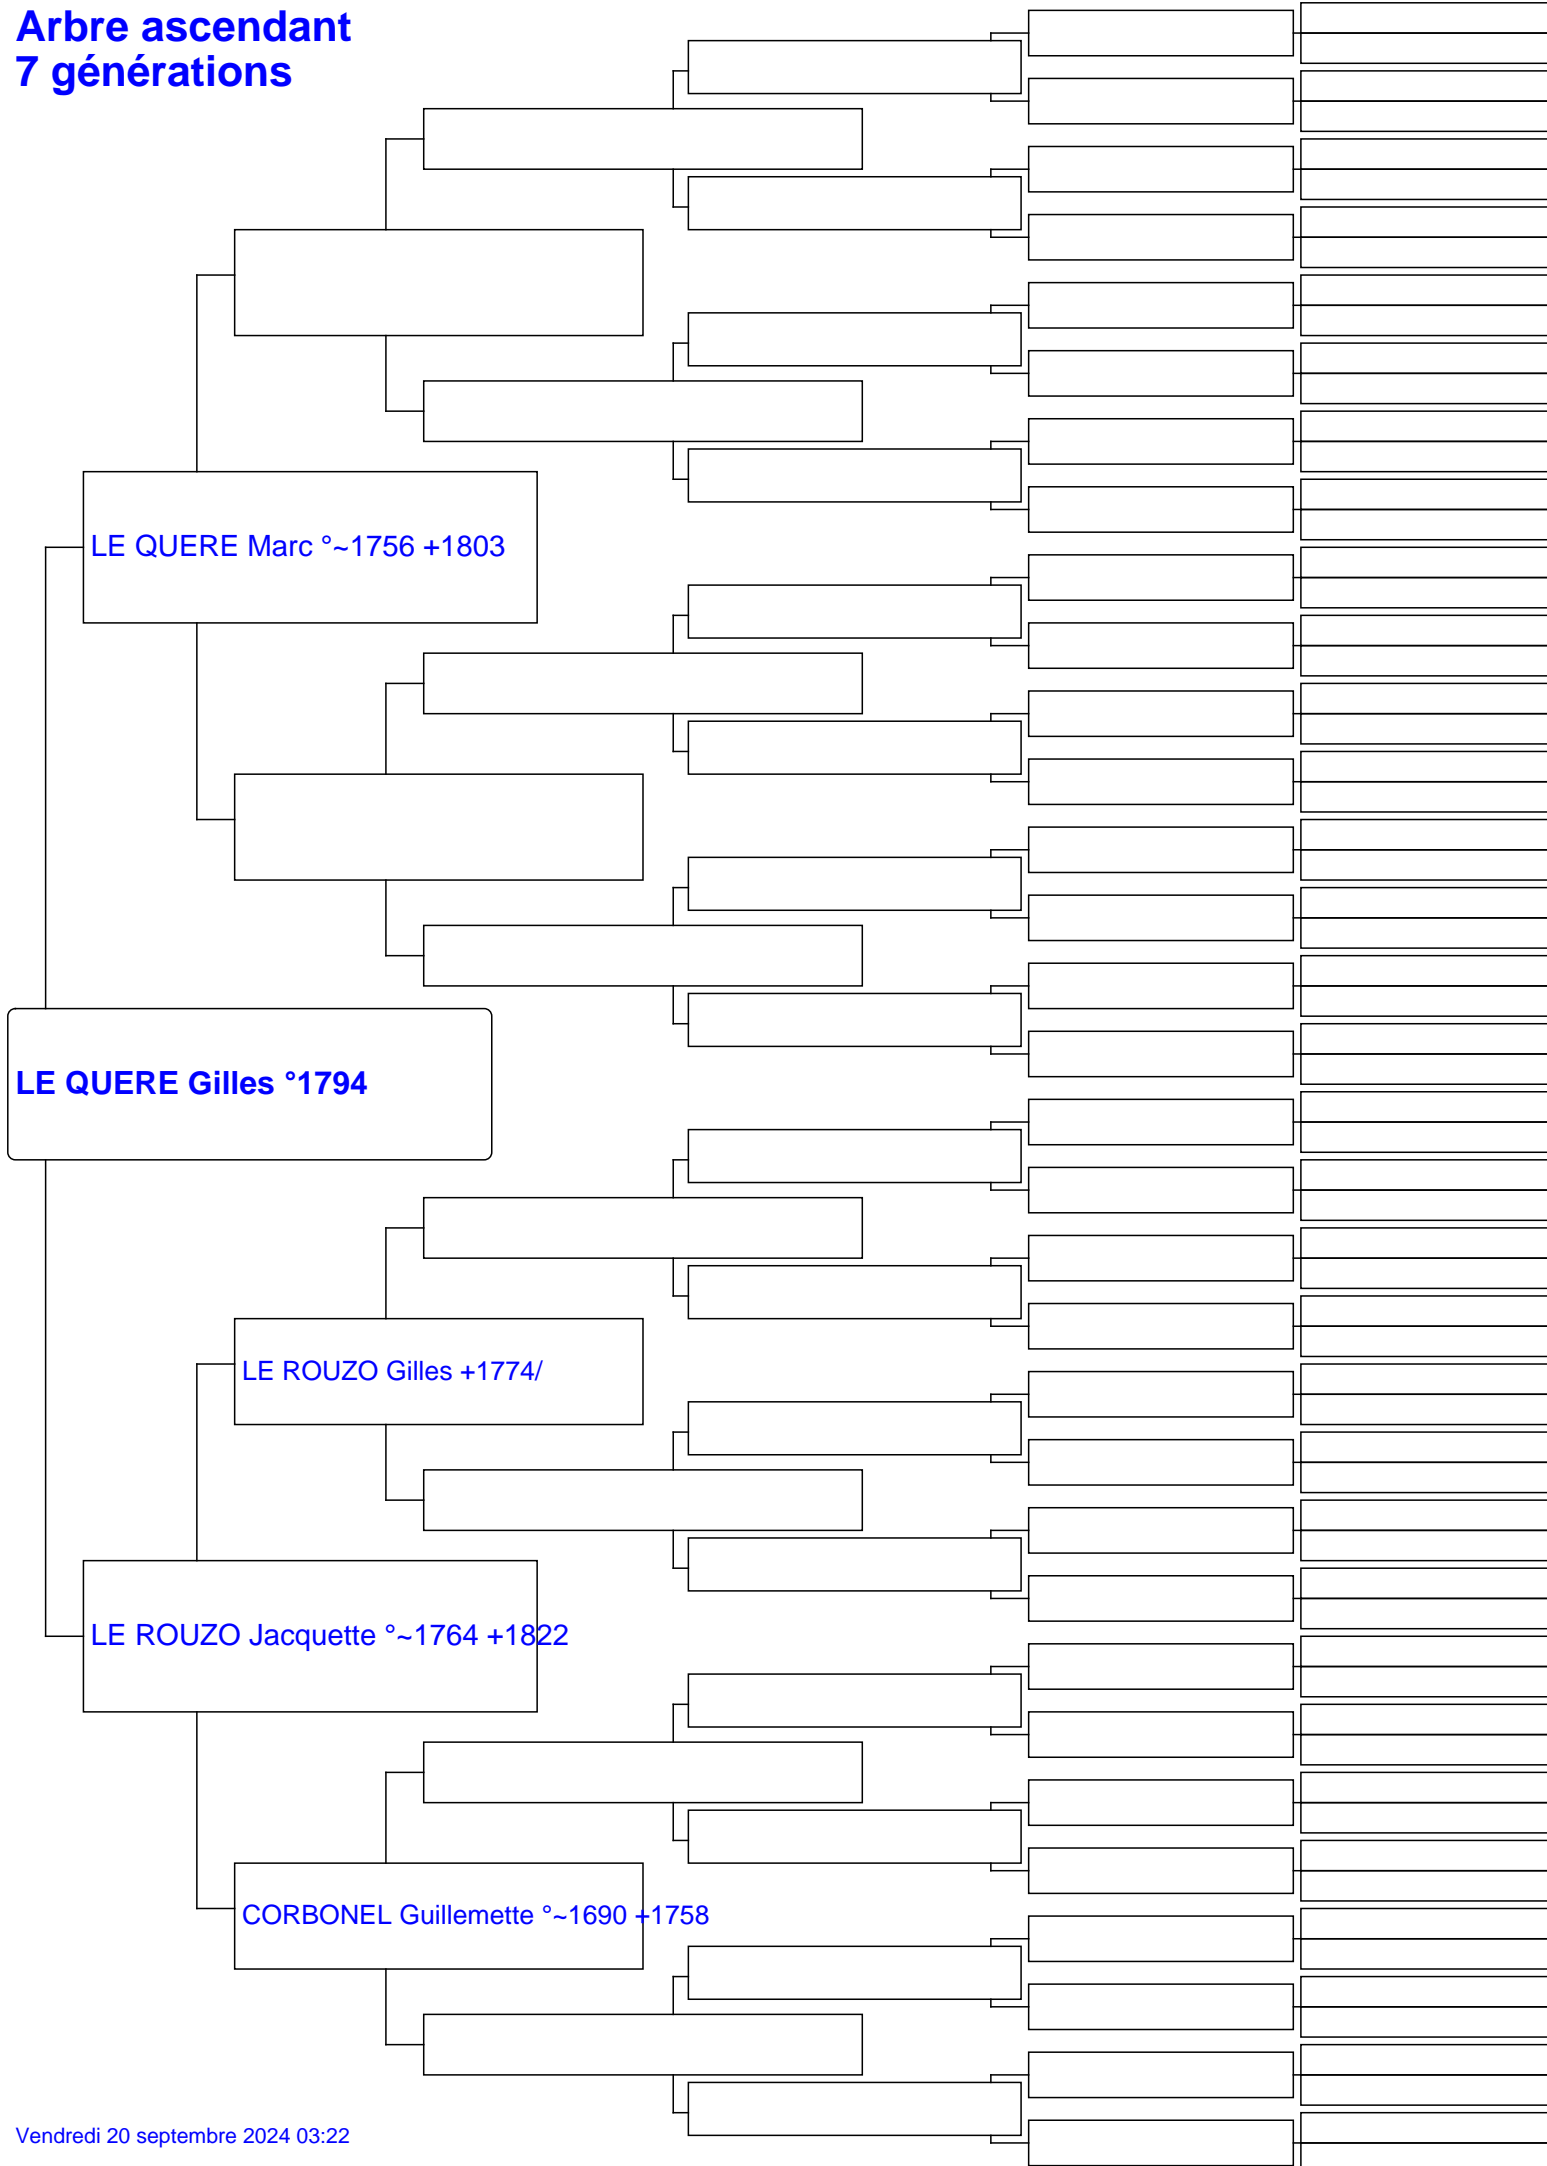 Arbre ascendant
7 générations
LE QUERE Marc °~1756 +1803
LE QUERE Gilles °1794
LE ROUZO Gilles +1774/
LE ROUZO Jacquette °~1764 +1822
CORBONEL Guillemette °~1690 +1758
Vendredi 20 septembre 2024 03:22